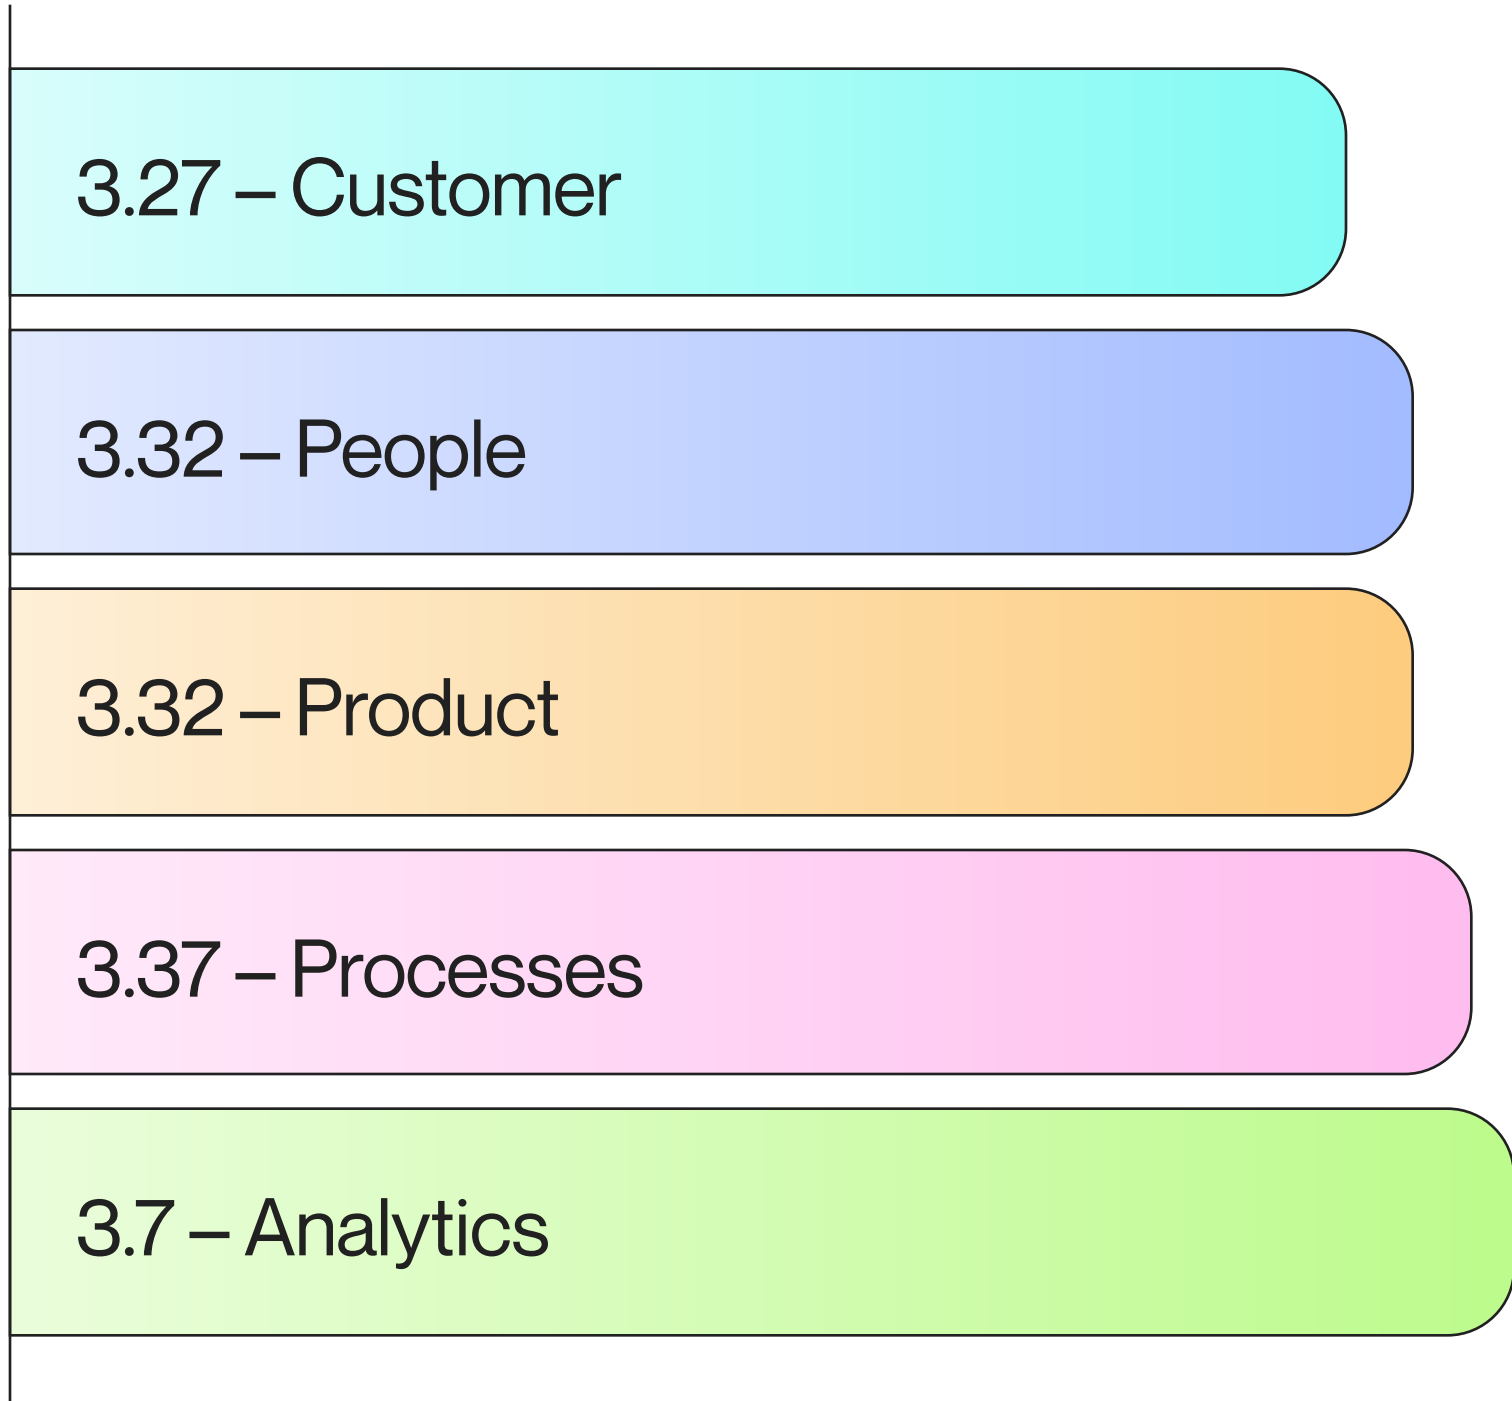 3.27 – Customer
3.32 – People
3.32 – Product
3.37 – Processes
3.7 – Analytics